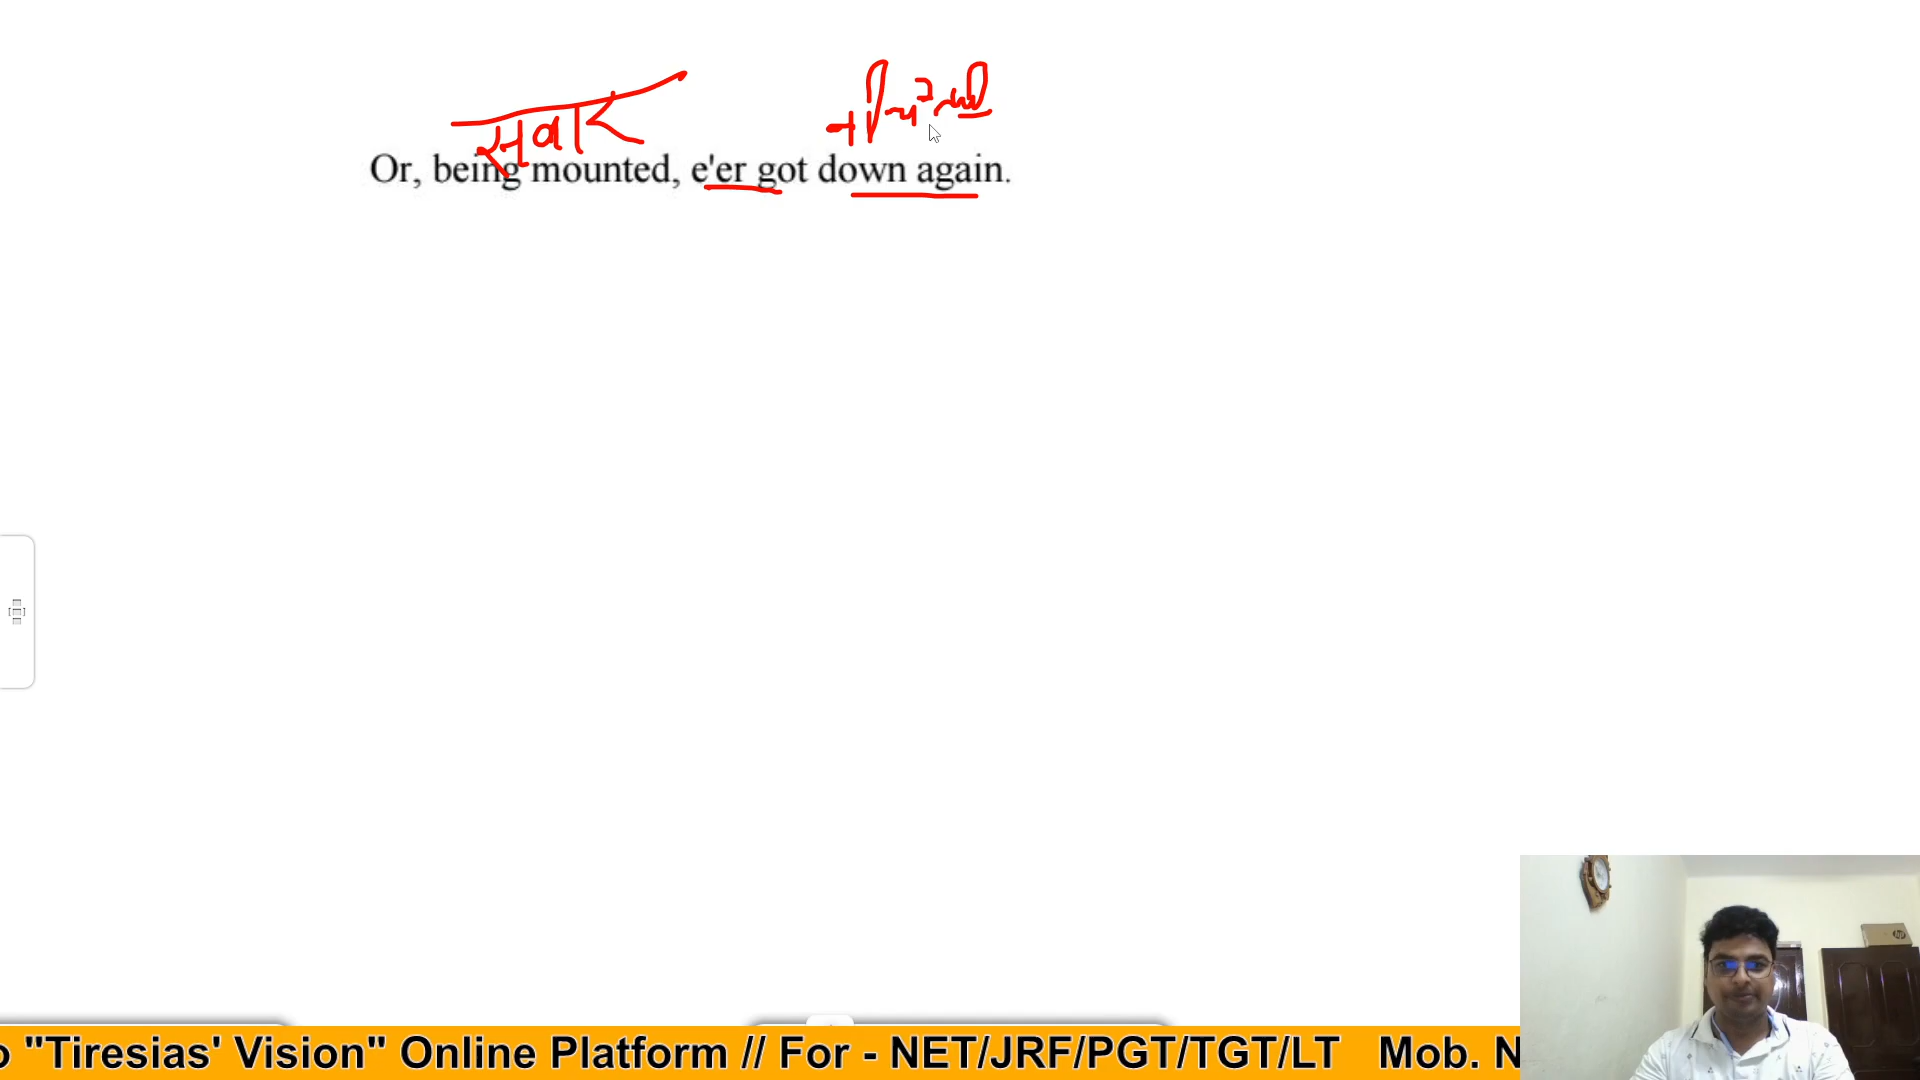 सवार
Or, being mounted, e'er got down again.
o "Tiresias' Vision" Online Platform // For - NET/JRF/PGT/TGT/LT Mob. N